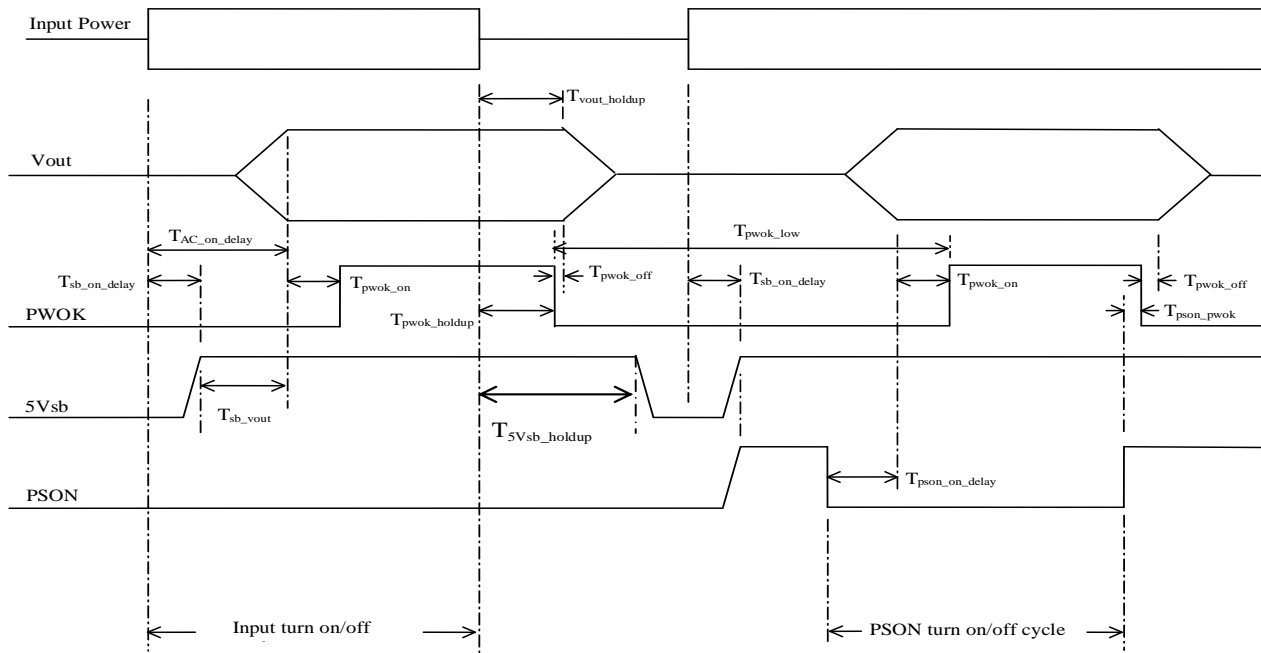 Input Power
T_vout_holdup
Vout
T_AC_on_delay
T_pwok_low
T_sb_on_delay
T_pwok_on
T_pwok_off
T_sb_on_delay
T_pwok_on
T_pwok_off
PWOK
T_pwok_holdup
T_pson_pwok
5Vsb
T_sb_vout
T_5Vsb_holdup
PSON
T_pson_on_delay
Input turn on/off
PSON turn on/off cycle